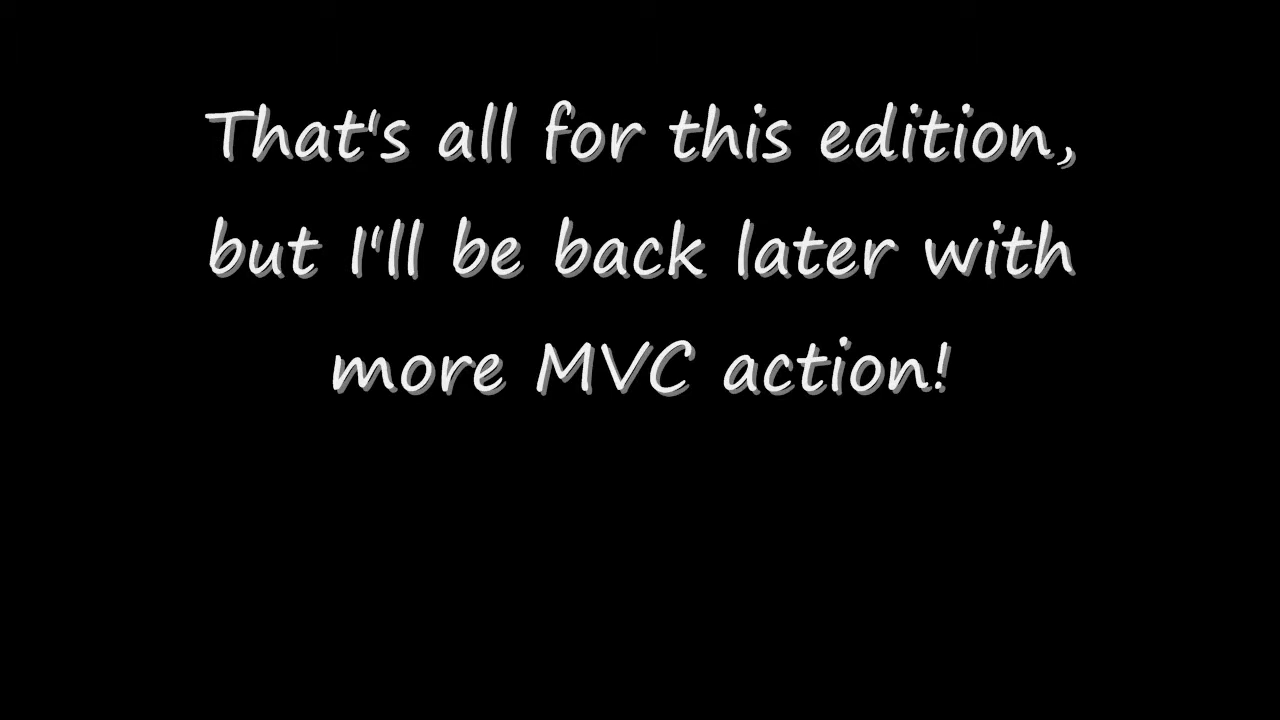 That's all for this edition,
but I'll be back later with
more MVC action!